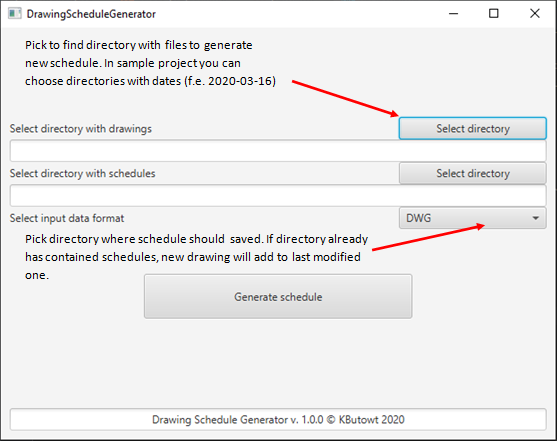 DrawingScheduleGenerator
Pick to find directory with files to generate
new schedule. In sample project you can
choose directories with dates (f.e. 2020-03-16)
Select directory with drawings
Select directory
Select directory with schedules
Select directory
Select input data format
DWG
Pick directory where schedule should saved. If directory already
has contained schedules, new drawing will add to last modified
one.
Generate schedule
Drawing Schedule Generator v. 1.0.0 © KButowt 2020